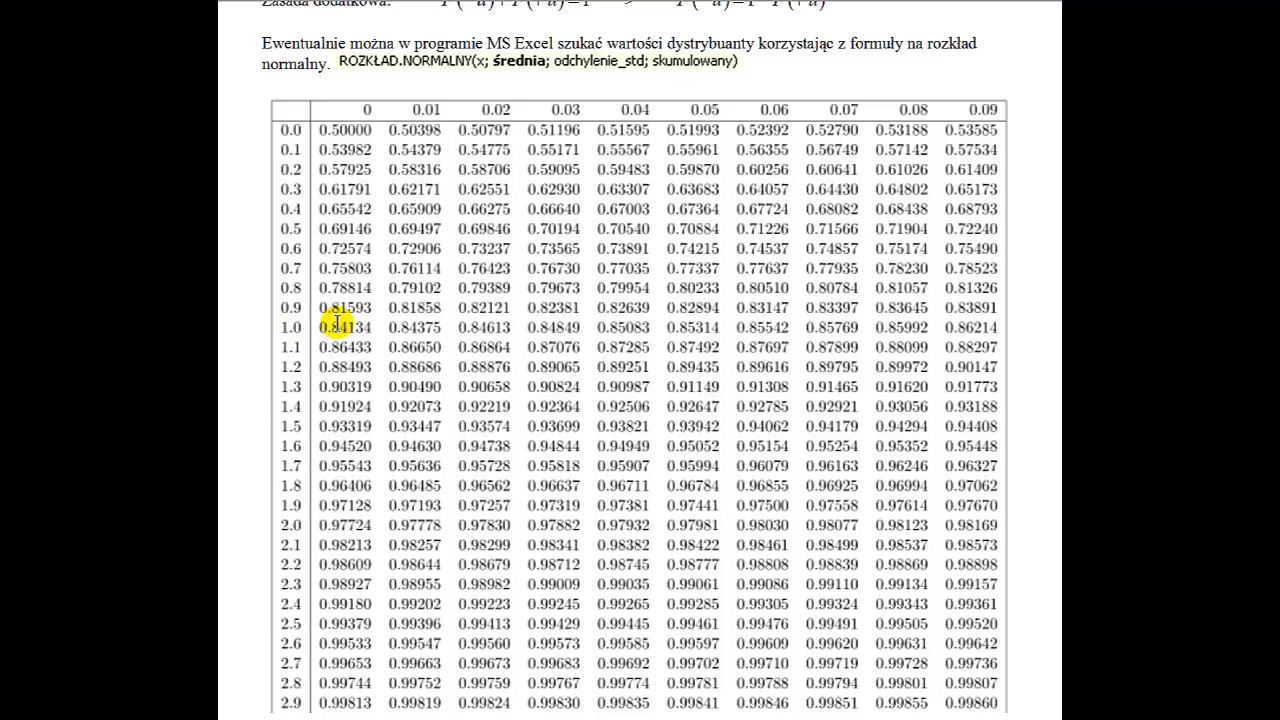 Zasada dodatkowa:
Ewentualnie można w programie MS Excel szukać wartości dystrybuanty korzystając z formuły na rozkład
normalny. ROZKŁAD.NORMALNY(x; średnia; odchylenie_std; skumulowany)
0 0.01 0.02 0.03 0.04 0.05 0.06 0.07 0.08 0.09
0.0 0.50000 0.50398 0.50797 0.51196 0.51595 0.51993 0.52392 0.52790 0.53188 0.53585
0.1 0.53982 0.54379 0.54775 0.55171 0.55567 0.55961 0.56355 0.56749 0.57142 0.57534
0.2 0.57925 0.58316 0.58706 0.59095 0.59483 0.59870 0.60256 0.60641 0.61026 0.61409
0.3 0.61791 0.62171 0.62551 0.62930 0.63307 0.63683 0.64057 0.64430 0.64802 0.65173
0.4 0.65542 0.65909 0.66275 0.66640 0.67003 0.67364 0.67724 0.68082 0.68438 0.68793
0.5 0.69146 0.69497 0.69846 0.70194 0.70540 0.70884 0.71226 0.71566 0.71904 0.72240
0.6 0.72574 0.72906 0.73237 0.73565 0.73891 0.74215 0.74537 0.74857 0.75174 0.75490
0.7 0.75803 0.76114 0.76423 0.76730 0.77035 0.77337 0.77637 0.77935 0.78230 0.78523
0.8 0.78814 0.79102 0.79389 0.79673 0.79954 0.80233 0.80510 0.80784 0.81057 0.81326
0.9 0.81593 0.81858 0.82121 0.82381 0.82639 0.82894 0.83147 0.83397 0.83645 0.83891
1.0 0.84134 0.84375 0.84613 0.84849 0.85083 0.85314 0.85542 0.85769 0.85992 0.86214
1.1 0.86433 0.86650 0.86864 0.87076 0.87285 0.87492 0.87697 0.87899 0.88099 0.88297
1.2 0.88493 0.88686 0.88876 0.89065 0.89251 0.89435 0.89616 0.89795 0.89972 0.90147
1.3 0.90319 0.90490 0.90658 0.90824 0.90987 0.91149 0.91308 0.91465 0.91620 0.91773
1.4 0.91924 0.92073 0.92219 0.92364 0.92506 0.92647 0.92785 0.92921 0.93056 0.93188
1.5 0.93319 0.93447 0.93574 0.93699 0.93821 0.93942 0.94062 0.94179 0.94294 0.94408
1.6 0.94520 0.94630 0.94738 0.94844 0.94949 0.95052 0.95154 0.95254 0.95352 0.95448
1.7 0.95543 0.95636 0.95728 0.95818 0.95907 0.95994 0.96079 0.96163 0.96246 0.96327
1.8 0.96406 0.96485 0.96562 0.96637 0.96711 0.96784 0.96855 0.96925 0.96994 0.97062
1.9 0.97128 0.97193 0.97257 0.97319 0.97381 0.97441 0.97500 0.97558 0.97614 0.97670
2.0 0.97724 0.97778 0.97830 0.97882 0.97932 0.97981 0.98030 0.98077 0.98123 0.98169
2.1 0.98213 0.98257 0.98299 0.98341 0.98382 0.98422 0.98461 0.98499 0.98537 0.98573
2.2 0.98609 0.98644 0.98679 0.98712 0.98745 0.98777 0.98808 0.98839 0.98869 0.98898
2.3 0.98927 0.98955 0.98982 0.99009 0.99035 0.99061 0.99086 0.99110 0.99134 0.99157
2.4 0.99180 0.99202 0.99223 0.99245 0.99265 0.99285 0.99305 0.99324 0.99343 0.99361
2.5 0.99379 0.99396 0.99413 0.99429 0.99445 0.99461 0.99476 0.99491 0.99505 0.99520
2.6 0.99533 0.99547 0.99560 0.99573 0.99585 0.99597 0.99609 0.99620 0.99631 0.99642
2.7 0.99653 0.99663 0.99673 0.99683 0.99692 0.99702 0.99710 0.99719 0.99728 0.99736
2.8 0.99744 0.99752 0.99759 0.99767 0.99774 0.99781 0.99788 0.99794 0.99801 0.99807
2.9 0.99813 0.99819 0.99824 0.99830 0.99835 0.99841 0.99846 0.99851 0.99855 0.99860